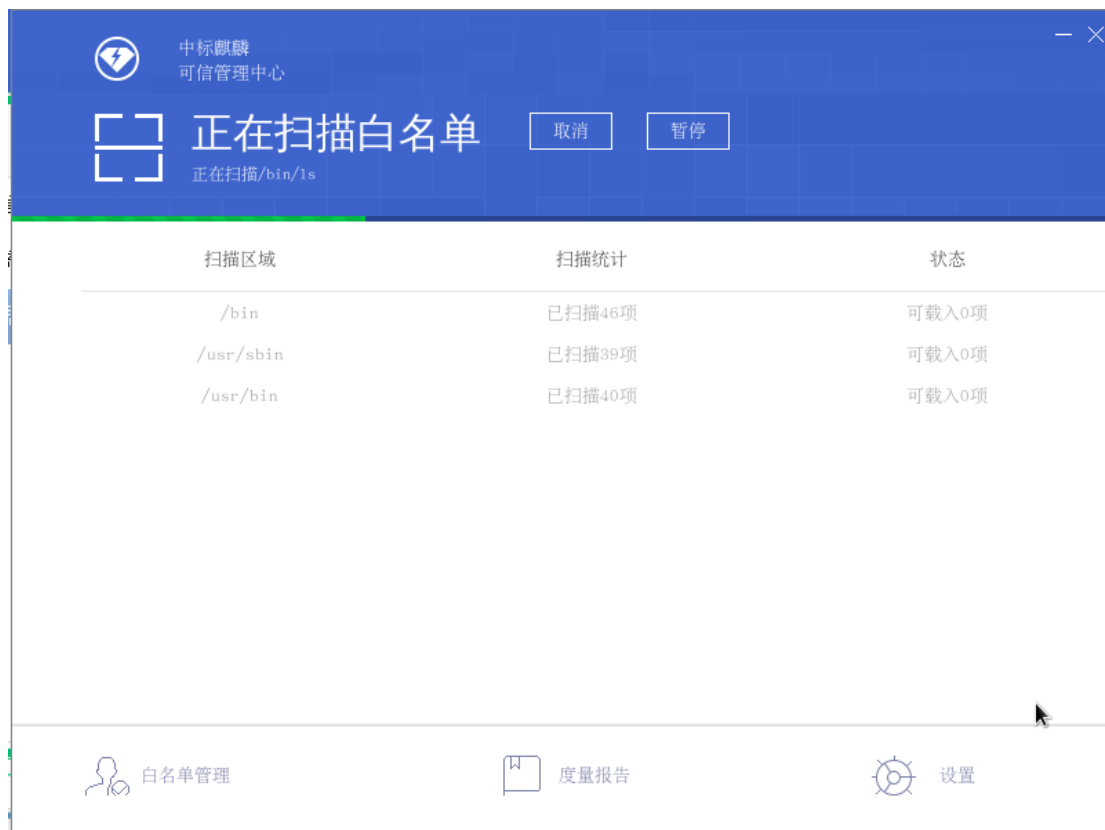 中标麒麟
可信管理中心
正在扫描白名单 取消 暂停
正在扫描/bin/ls
扫描区域 扫描统计 状态
/bin 已扫描46项 可载入0项
/usr/sbin 已扫描39项 可载入0项
/usr/bin 已扫描40项 可载入0项
白名单管理 度量报告 设置